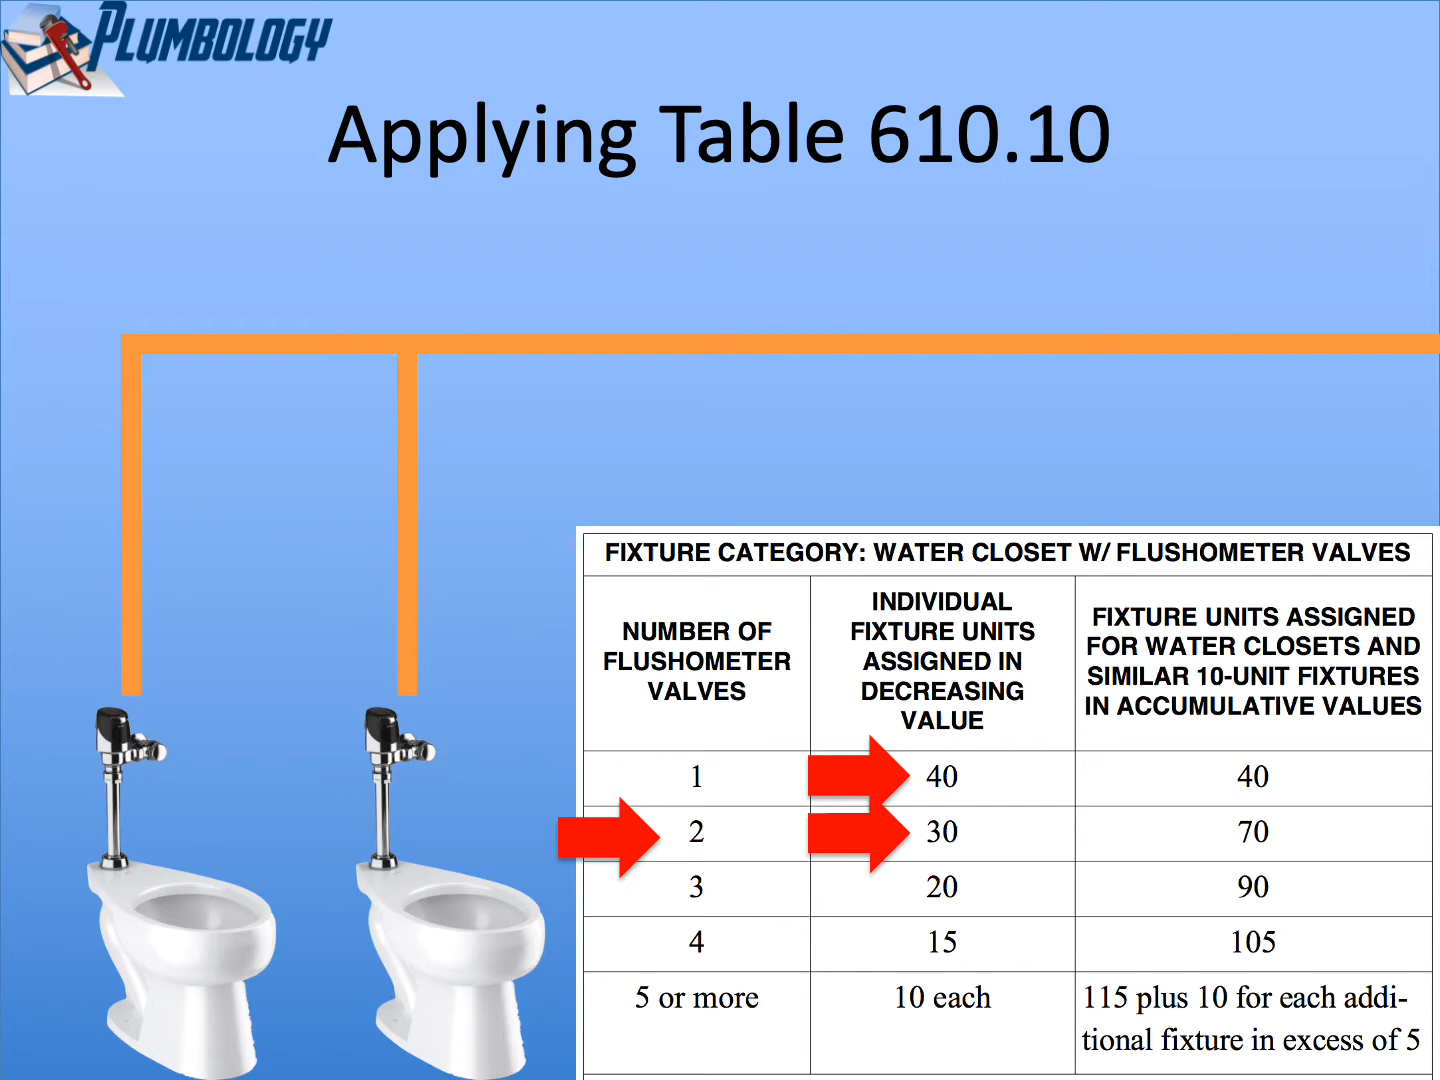 PLUMBOLOGY
Applying Table 610.10
FIXTURE CATEGORY: WATER CLOSET W/ FLUSHOMETER VALVES
NUMBER OF
FLUSHOMETER
VALVES
INDIVIDUAL
FIXTURE UNITS
ASSIGNED IN
DECREASING
VALUE
FIXTURE UNITS ASSIGNED
FOR WATER CLOSETS AND
SIMILAR 10-UNIT FIXTURES
IN ACCUMULATIVE VALUES
1 40 40
2 30 70
3 20 90
4 15 105
5 or more 10 each 115 plus 10 for each addi-
tional fixture in excess of 5